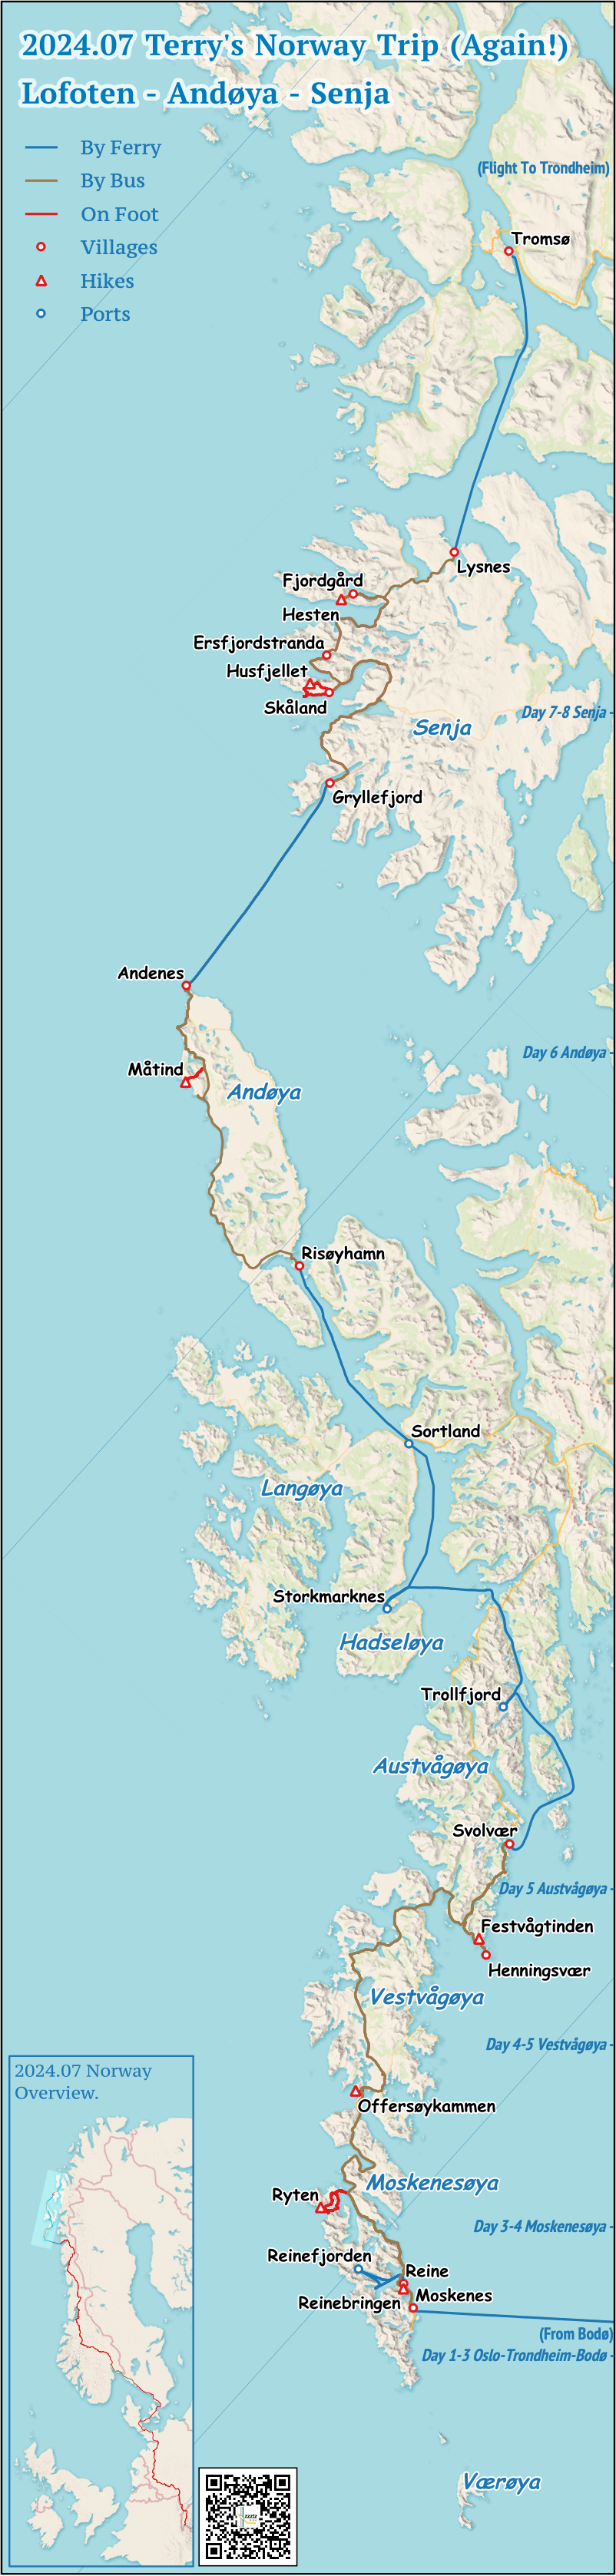 2024.07 Terry's Norway Trip (Again!)
Lofoten - Andøya - Senja
By Ferry
By Bus
On Foot
Villages
Hikes
Ports
(Flight To Trondheim)
Tromsø
Lysnes
Fjordgård
Hesten
Ersfjordstranda
Husfjellet
Skåland
Day 7-8 Senja
Senja
Gryllefjord
Andenes
Day 6 Andøya
Måtind
Andøya
Risøyhamn
Sortland
Langøya
Storkmarknes
Hadseløya
Trollfjord
Austvågøya
Svolvær
Day 5 Austvågøya
Festvågtinden
Henningsvær
Vestvågøya
Day 4-5 Vestvågøya
2024.07 Norway
Overview.
Offersøykammen
Moskenesøya
Ryten
Day 3-4 Moskenesøya
Reinefjorden
Reine
Moskenes
Reinebringen
(From Bodø)
Day 1-3 Oslo-Trondheim-Bodø
Værøya